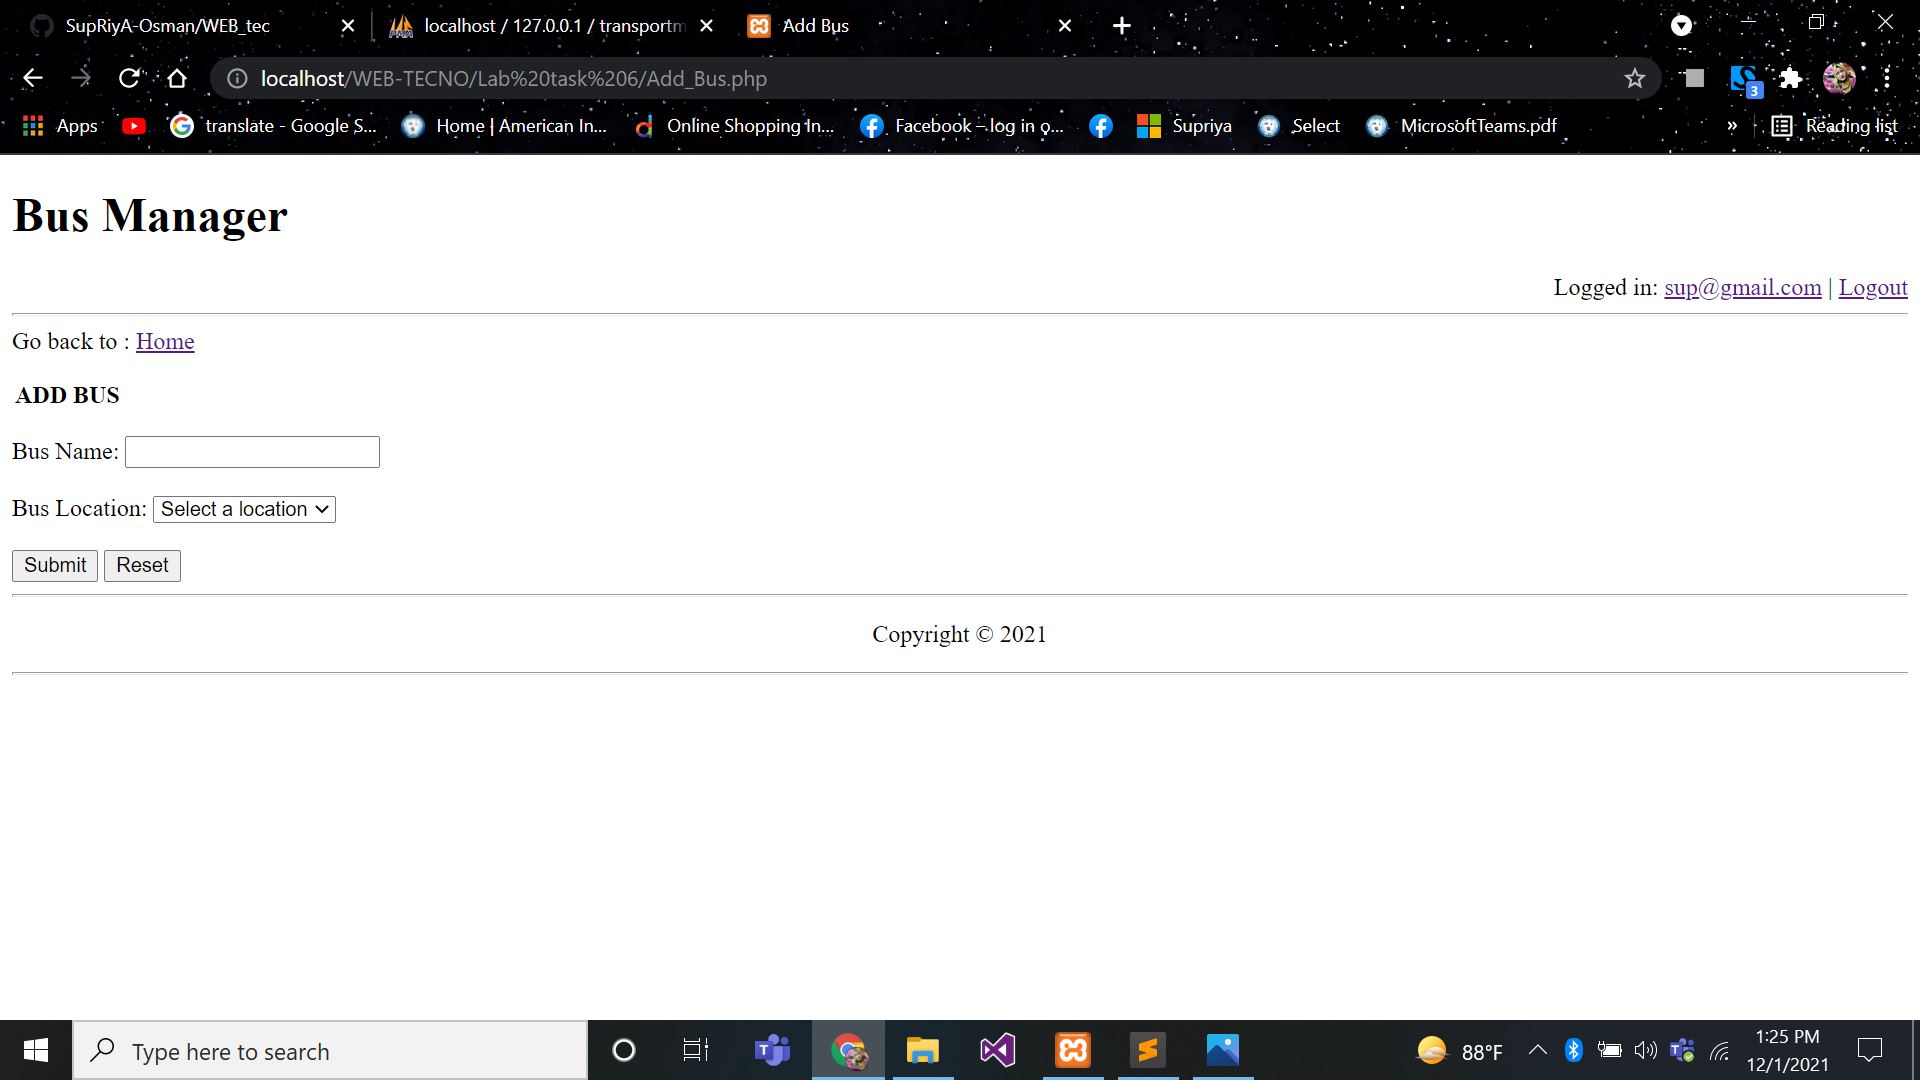 SupRiyA-Osman/WEB_tec
localhost / 127.0.0.1 / transportm
Add Bus
localhost/WEB-TECNO/Lab%20task%206/Add_Bus.php
3
Apps
translate - Google S...
Home | American In...
Online Shopping In...
Facebook – log in o...
Supriya
Select
MicrosoftTeams.pdf
»
Reading list
Bus Manager
Logged in: sup@gmail.com | Logout
Go back to : Home
ADD BUS
Bus Name:
Bus Location: Select a location
Submit Reset
Copyright © 2021
Type here to search
88°F
1:25 PM
12/1/2021